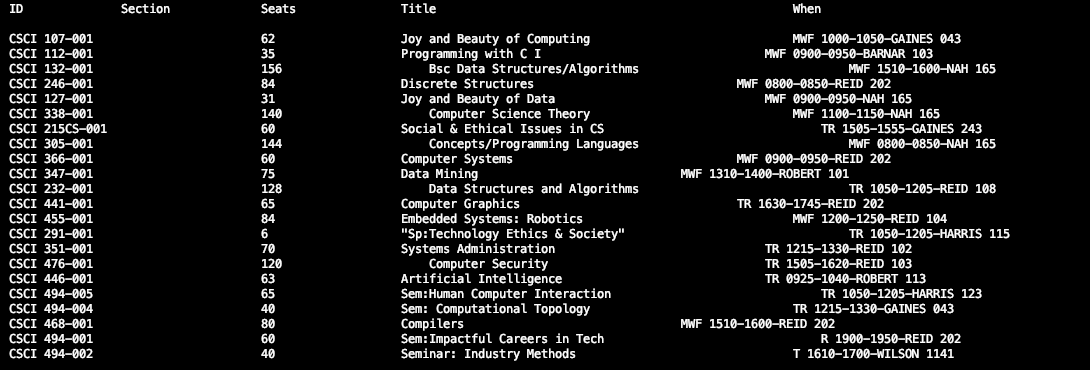 ID Section Seats Title When
CSCI 107-001 62 Joy and Beauty of Computing MWF 1000-1050-GAINES 043
CSCI 112-001 35 Programming with C I MWF 0900-0950-BARNAR 103
CSCI 132-001 156 Bsc Data Structures/Algorithms MWF 1510-1600-NAH 165
CSCI 246-001 84 Discrete Structures MWF 0800-0850-REID 202
CSCI 127-001 31 Joy and Beauty of Data MWF 0900-0950-NAH 165
CSCI 338-001 140 Computer Science Theory MWF 1100-1150-NAH 165
CSCI 215CS-001 60 Social & Ethical Issues in CS TR 1505-1555-GAINES 243
CSCI 305-001 144 Concepts/Programming Languages MWF 0800-0850-NAH 165
CSCI 366-001 60 Computer Systems MWF 0900-0950-REID 202
CSCI 347-001 75 Data Mining MWF 1310-1400-ROBERT 101
CSCI 232-001 128 Data Structures and Algorithms TR 1050-1205-REID 108
CSCI 441-001 65 Computer Graphics TR 1630-1745-REID 202
CSCI 455-001 84 Embedded Systems: Robotics MWF 1200-1250-REID 104
CSCI 291-001 6 "Sp:Technology Ethics & Society" TR 1050-1205-HARRIS 115
CSCI 351-001 70 Systems Administration TR 1215-1330-REID 102
CSCI 476-001 120 Computer Security TR 1505-1620-REID 103
CSCI 446-001 63 Artificial Intelligence TR 0925-1040-ROBERT 113
CSCI 494-005 65 Sem:Human Computer Interaction TR 1050-1205-HARRIS 123
CSCI 494-004 40 Sem: Computational Topology TR 1215-1330-GAINES 043
CSCI 468-001 80 Compilers MWF 1510-1600-REID 202
CSCI 494-001 60 Sem:Impactful Careers in Tech R 1900-1950-REID 202
CSCI 494-002 40 Seminar: Industry Methods T 1610-1700-WILSON 1141